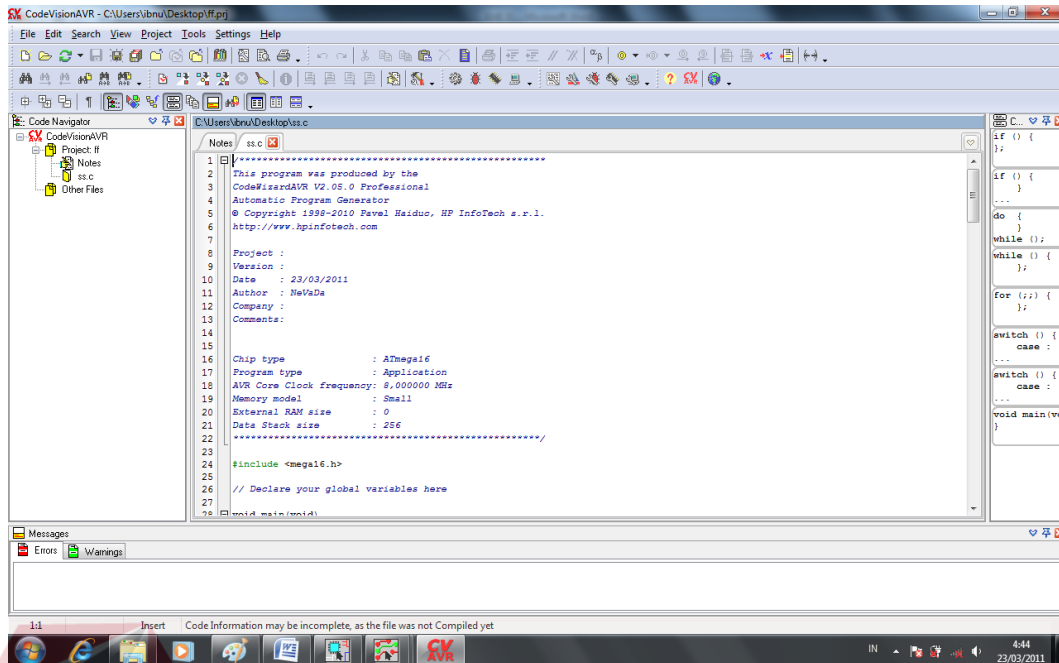 CodeVisionAVR - C:\Users\ibnu\Desktop\ff.prj
File Edit Search View Project Tools Settings Help
Code Navigator
CodeVisionAVR
Project: ff
Notes
ss.c
Other Files
C:\Users\ibnu\Desktop\ss.c
Notes ss.c
1 /*****************************************************
2 This program was produced by the
3 CodeWizardAVR V2.05.0 Professional
4 Automatic Program Generator
5 © Copyright 1998-2010 Pavel Haiduc, HP InfoTech s.r.l.
6 http://www.hpinfotech.com
7
8 Project :
9 Version :
10 Date : 23/03/2011
11 Author : NeVaDa
12 Company :
13 Comments:
14
15
16 Chip type : ATmega16
17 Program type : Application
18 AVR Core Clock frequency: 8,000000 MHz
19 Memory model : Small
20 External RAM size : 0
21 Data Stack size : 256
22 *****************************************************/
23
24 #include <mega16.h>
25
26 // Declare your global variables here
27
28 void main(void)
C...
if () {
};
if () {
}
...
do {
}
while ();
while () {
};
for (;;) {
};
switch () {
case :
...
switch () {
case :
...
void main(vo
}
Messages
Errors Warnings
1:1 Insert Code Information may be incomplete, as the file was not Compiled yet
IN 4:44
23/03/2011